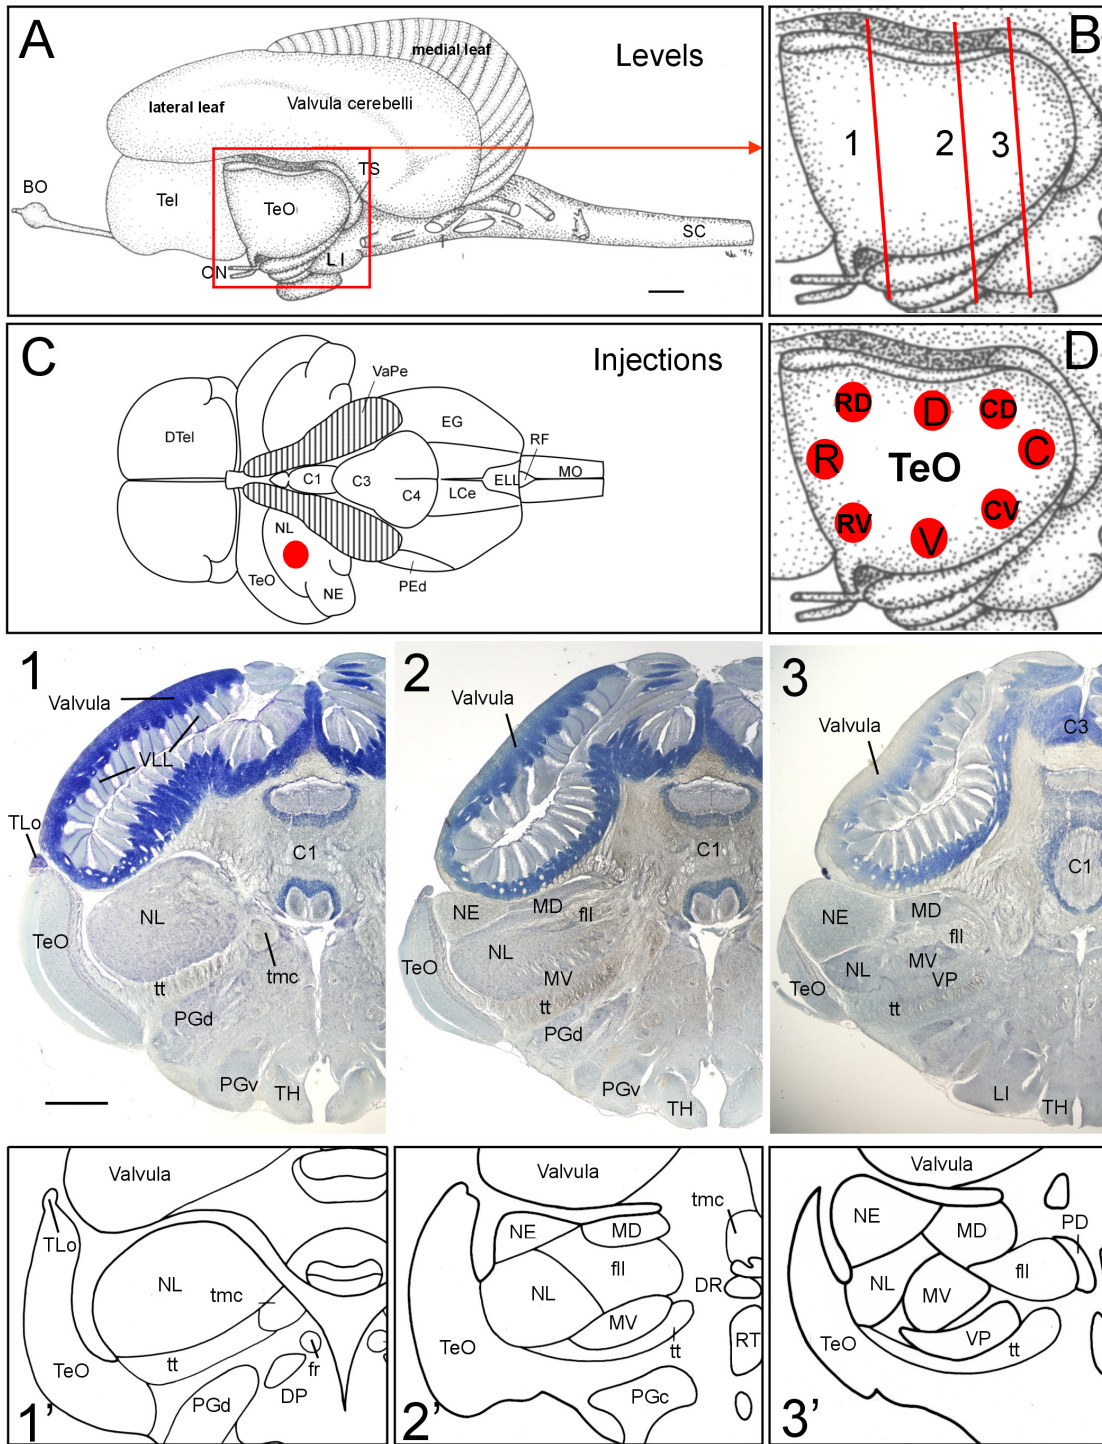 A
Levels
medial leaf
lateral leaf
Valvula cerebelli
TS
BO
Tel
TeO
SC
ON
L I
B
1
2
3
C
Injections
VaPe
DTel
EG
RF
C1
C3
C4
LCe
ELL
MO
NL
TeO
NE
PEd
D
RD
D
CD
R
TeO
C
RV
V
CV
1
Valvula
VLL
TLo
C1
NL
TeO
tmc
tt
PGd
PGv
TH
2
Valvula
C1
NE
MD
fll
NL
TeO
MV
tt
PGd
PGv
TH
3
C3
Valvula
C1
NE
MD
fll
NL
MV
VP
TeO
tt
LI
TH
Valvula
TLo
NL
tmc
TeO
tt
fr
DP
PGd
1’
Valvula
tmc
NE
MD
fll
NL
DR
MV
TeO
tt
RT
PGc
2’
Valvula
NE
MD
PD
fll
NL
MV
VP
tt
TeO
3’